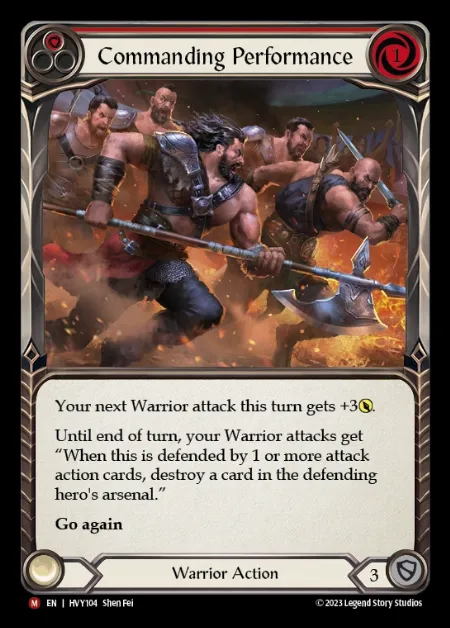 Commanding Performance
1
Your next Warrior attack this turn gets +3.
Until end of turn, your Warrior attacks get
“When this is defended by 1 or more attack
action cards, destroy a card in the defending
hero's arsenal.”
Go again
Warrior Action
3
M EN | HVY104 Shen Fei
© 2023 Legend Story Studios